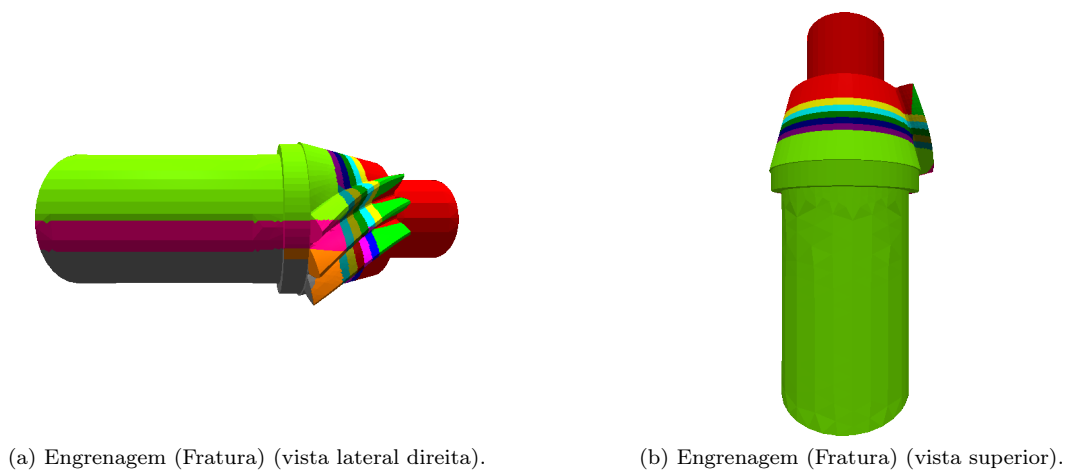 (a) Engrenagem (Fratura) (vista lateral direita).
(b) Engrenagem (Fratura) (vista superior).